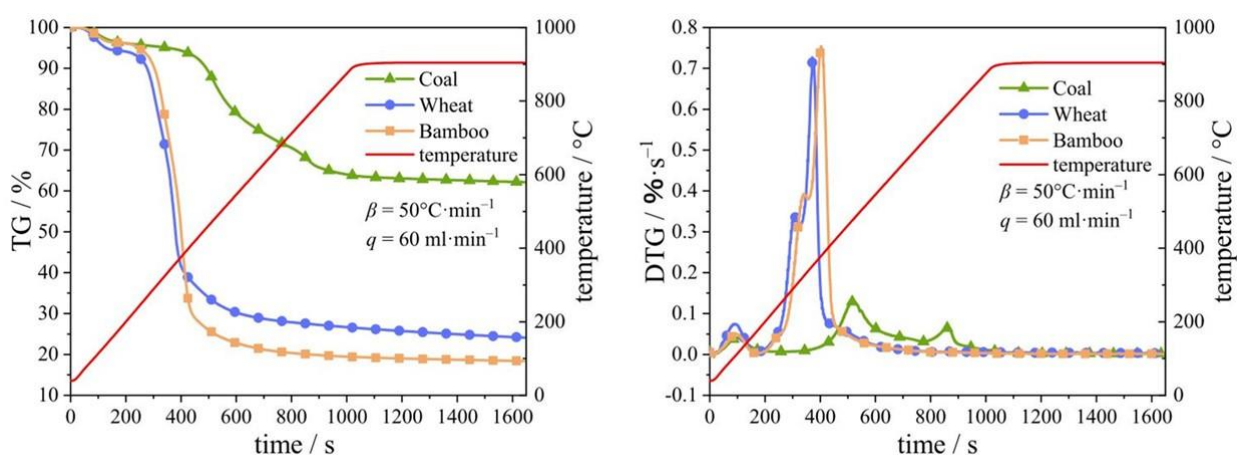 100
90
80
70
60
50
40
30
20
10
TG / %
0 200 400 600 800 1000 1200 1400 1600
time / s
1000
800
600
400
200
0
temperature / °C
Coal
Wheat
Bamboo
temperature
β = 50°C·min⁻¹
q = 60 ml·min⁻¹
0.8
0.7
0.6
0.5
0.4
0.3
0.2
0.1
0.0
-0.1
DTG / %·s⁻¹
0 200 400 600 800 1000 1200 1400 1600
time / s
1000
800
600
400
200
0
temperature / °C
Coal
Wheat
Bamboo
temperature
β = 50°C·min⁻¹
q = 60 ml·min⁻¹